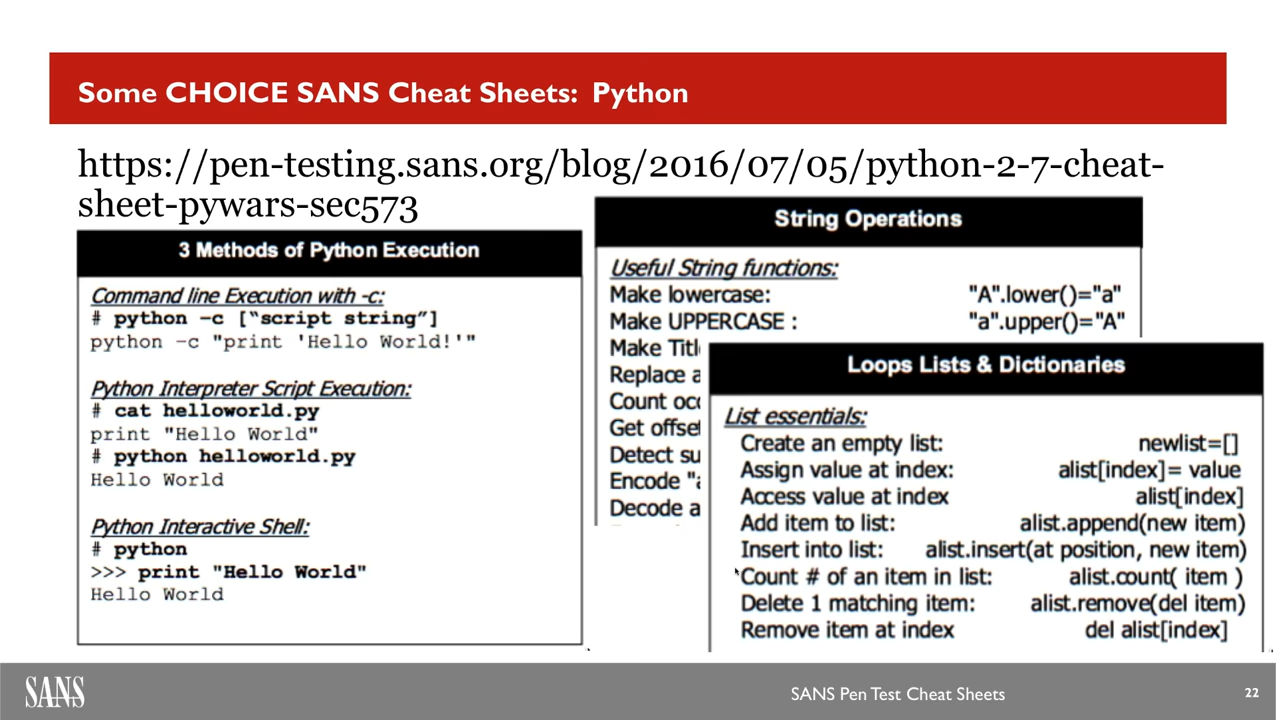 Some CHOICE SANS Cheat Sheets: Python
https://pen-testing.sans.org/blog/2016/07/05/python-2-7-cheat-
sheet-pywars-sec573
3 Methods of Python Execution
Command line Execution with -c:
# python –c [“script string”]
python –c "print 'Hello World!'"
Python Interpreter Script Execution:
# cat helloworld.py
print "Hello World"
# python helloworld.py
Hello World
Python Interactive Shell:
# python
>>> print "Hello World"
Hello World
String Operations
Useful String functions:
Make lowercase: "A".lower()="a"
Make UPPERCASE : "a".upper()="A"
Make Titl
Replace a
Count occ
Get offset
Detect su
Encode "a
Decode a
Loops Lists & Dictionaries
List essentials:
Create an empty list: newlist=[]
Assign value at index: alist[index]= value
Access value at index alist[index]
Add item to list: alist.append(new item)
Insert into list: alist.insert(at position, new item)
Count # of an item in list: alist.count( item )
Delete 1 matching item: alist.remove(del item)
Remove item at index del alist[index]
SANS
SANS Pen Test Cheat Sheets
22